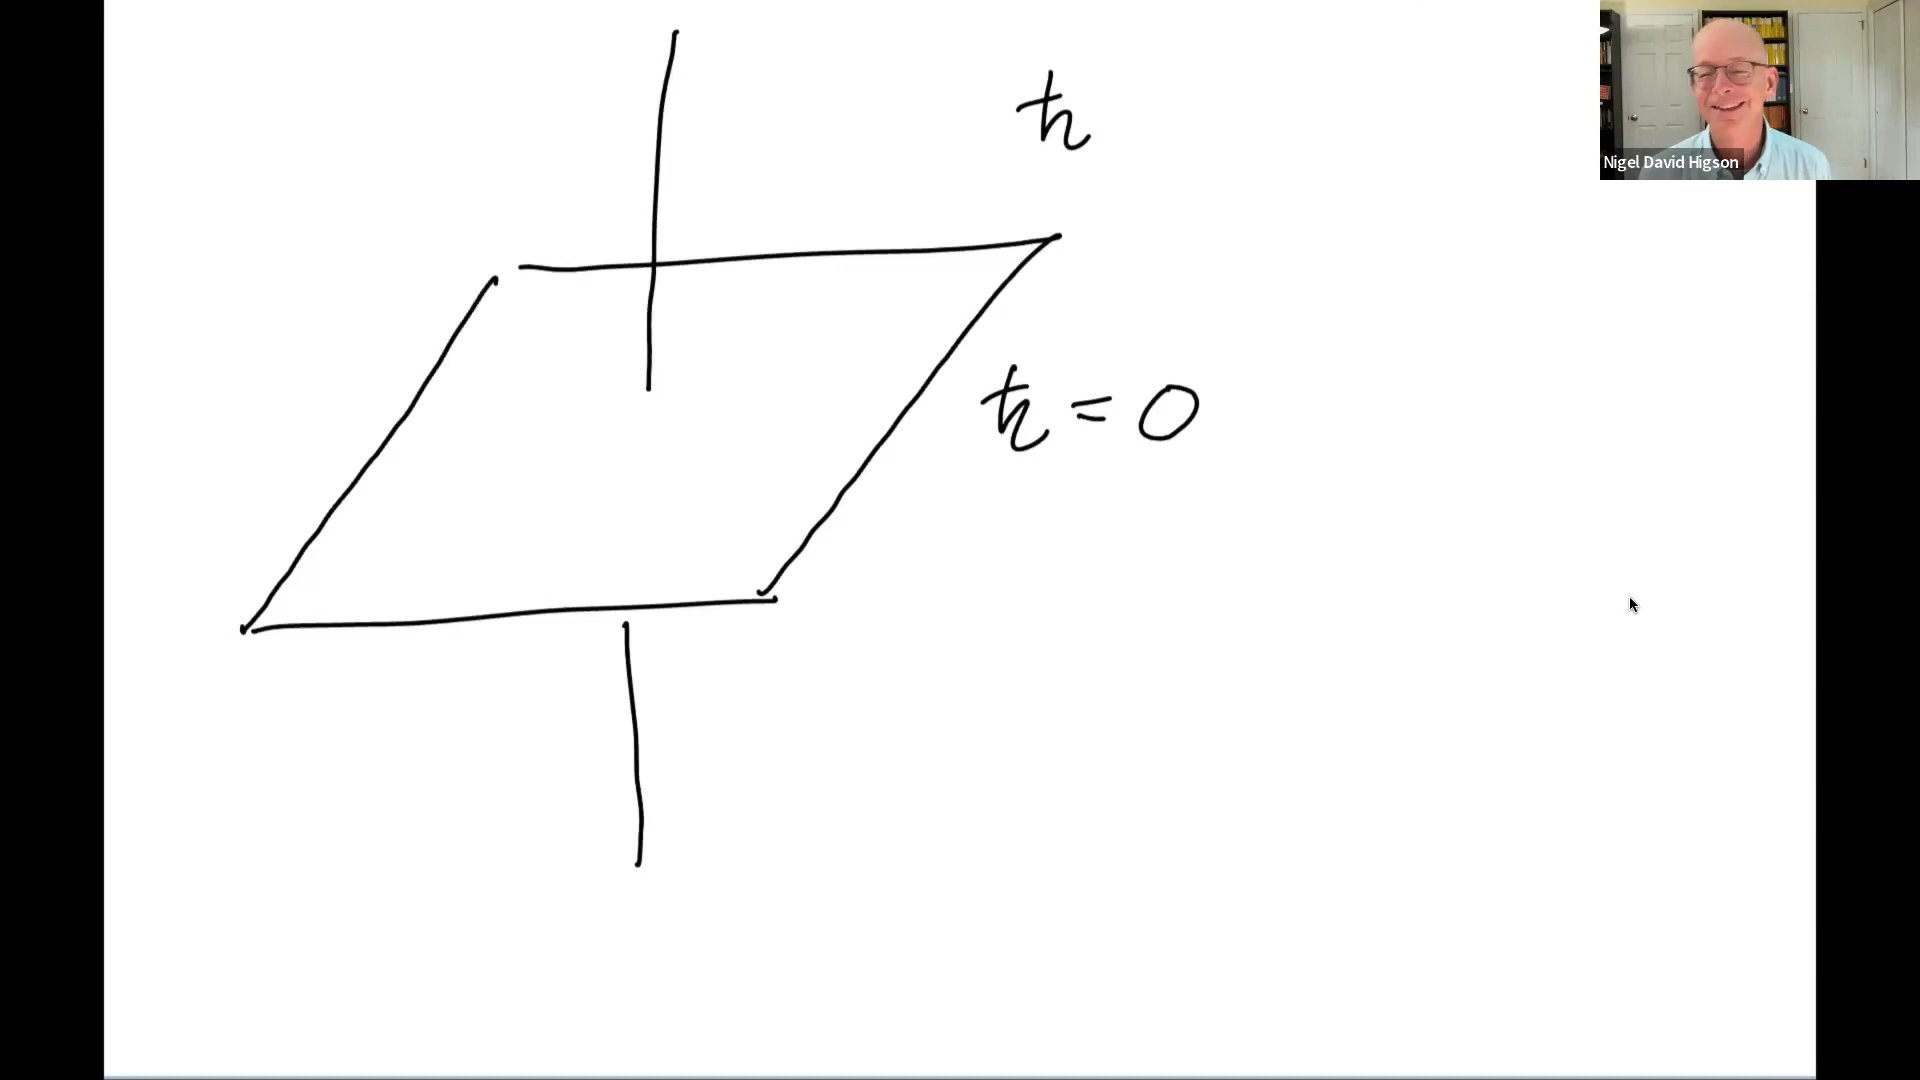 ℏ
Nigel David Higson
ℏ = 0